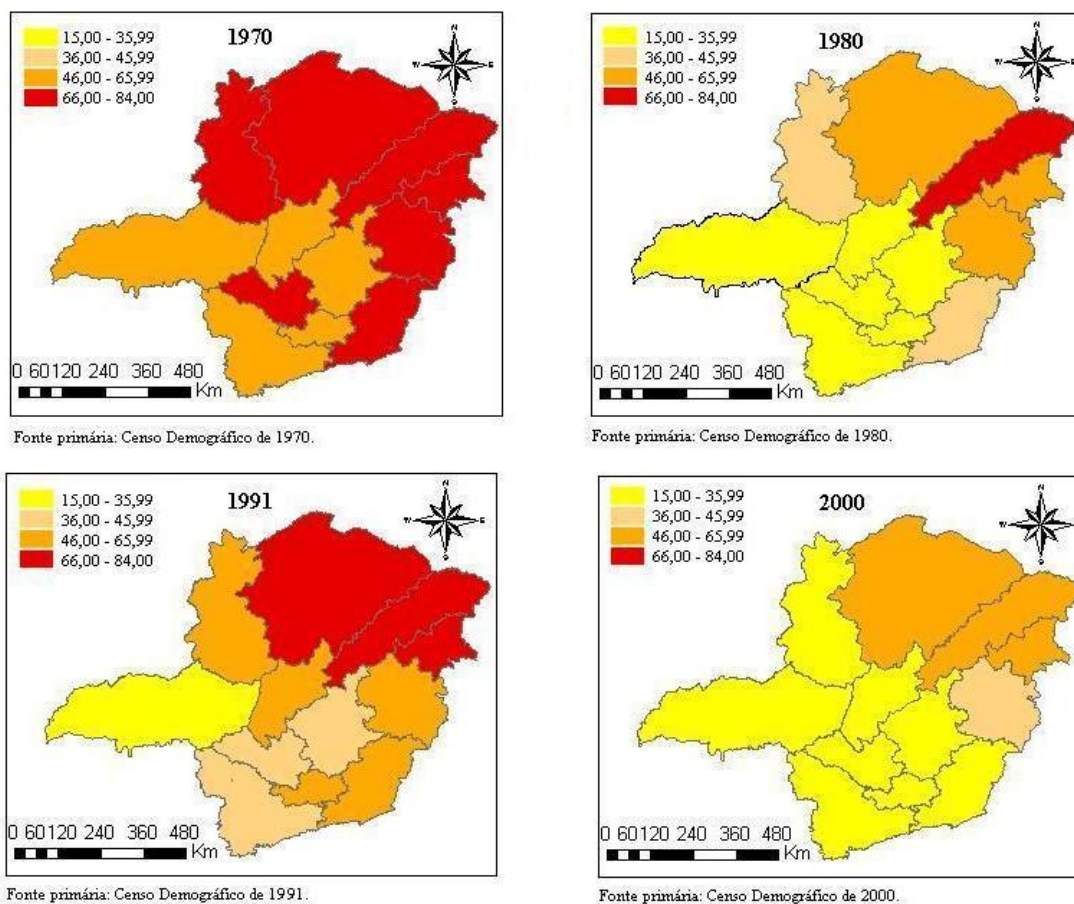 1970
15,00 - 35,99
36,00 - 45,99
46,00 - 65,99
66,00 - 84,00
N
W
E
S
0 60120 240 360 480
Km
Fonte primária: Censo Demográfico de 1970.
1980
15,00 - 35,99
36,00 - 45,99
46,00 - 65,99
66,00 - 84,00
N
W
E
S
0 60120 240 360 480
Km
Fonte primária: Censo Demográfico de 1980.
1991
15,00 - 35,99
36,00 - 45,99
46,00 - 65,99
66,00 - 84,00
N
W
E
S
0 60120 240 360 480
Km
Fonte primária: Censo Demográfico de 1991.
2000
15,00 - 35,99
36,00 - 45,99
46,00 - 65,99
66,00 - 84,00
N
W
E
S
0 60120 240 360 480
Km
Fonte primária: Censo Demográfico de 2000.